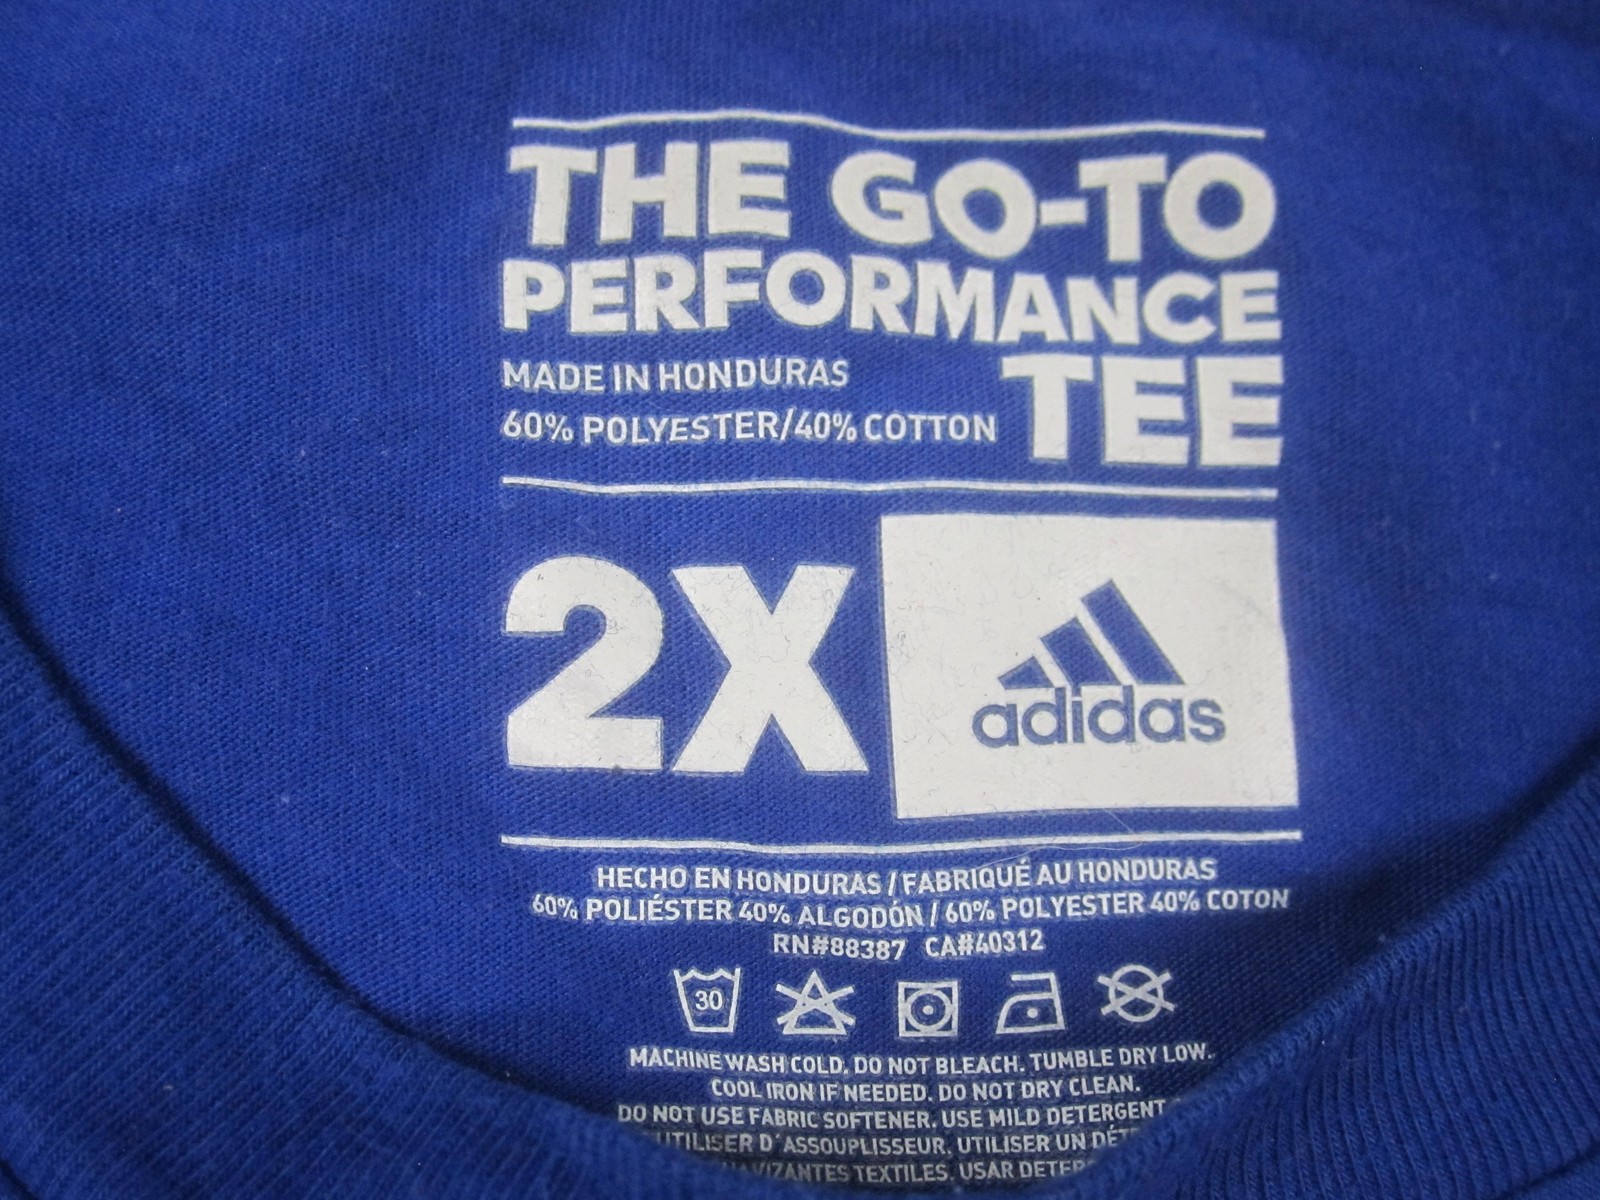 THE GO-TO
PERFORMANCE
TEE
MADE IN HONDURAS
60% POLYESTER/40% COTTON
2X
adidas
HECHO EN HONDURAS / FABRIQUÉ AU HONDURAS
60% POLIÉSTER 40% ALGODÓN / 60% POLYESTER 40% COTON
RN#88387 CA#40312
30
MACHINE WASH COLD. DO NOT BLEACH. TUMBLE DRY LOW.
COOL IRON IF NEEDED. DO NOT DRY CLEAN.
DO NOT USE FABRIC SOFTENER. USE MILD DETERGENT
UTILISER D'ASSOUPLISSEUR. UTILISER UN
TEXTILES. USAR